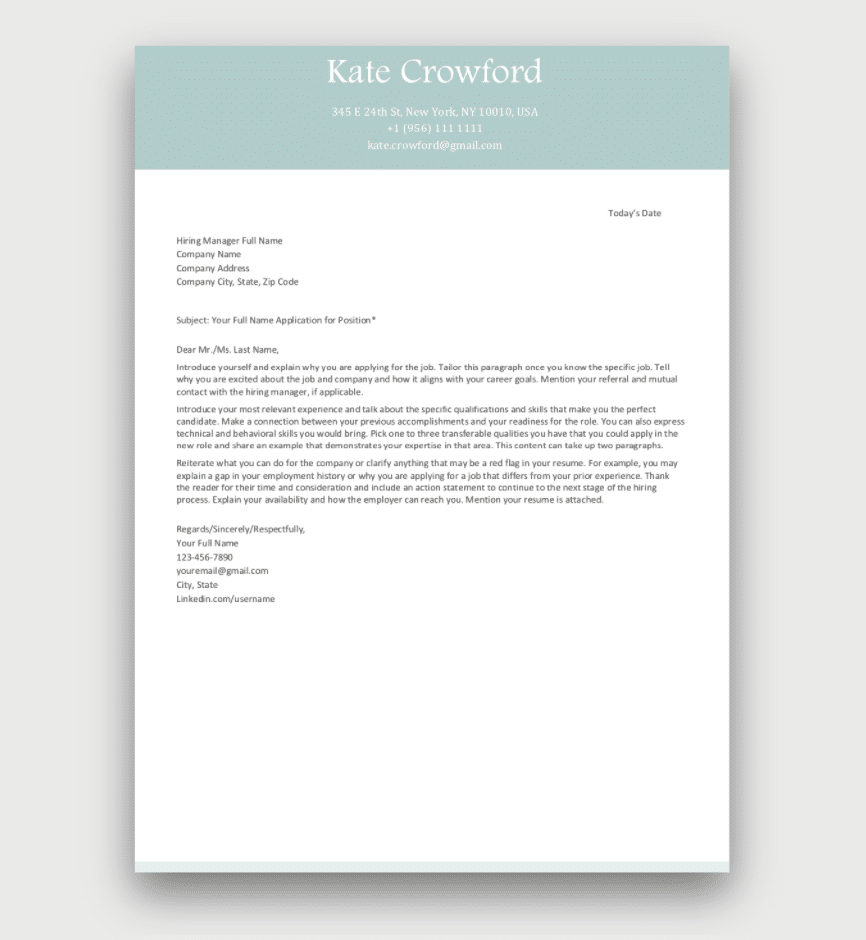 Kate Crowford
345 E 24th St, New York, NY 10010, USA
+1 (956) 111 1111
kate.crowford@gmail.com
Today's Date
Hiring Manager Full Name
Company Name
Company Address
Company City, State, Zip Code
Subject: Your Full Name Application for Position*
Dear Mr./Ms. Last Name,
Introduce yourself and explain why you are applying for the job. Tailor this paragraph once you know the specific job. Tell
why you are excited about the job and company and how it aligns with your career goals. Mention your referral and mutual
contact with the hiring manager, if applicable.
Introduce your most relevant experience and talk about the specific qualifications and skills that make you the perfect
candidate. Make a connection between your previous accomplishments and your readiness for the role. You can also express
technical and behavioral skills you would bring. Pick one to three transferable qualities you have that you could apply in the
new role and share an example that demonstrates your expertise in that area. This content can take up two paragraphs.
Reiterate what you can do for the company or clarify anything that may be a red flag in your resume. For example, you may
explain a gap in your employment history or why you are applying for a job that differs from your prior experience. Thank
the reader for their time and consideration and include an action statement to continue to the next stage of the hiring
process. Explain your availability and how the employer can reach you. Mention your resume is attached.
Regards/Sincerely/Respectfully,
Your Full Name
123-456-7890
youremail@gmail.com
City, State
Linkedin.com/username